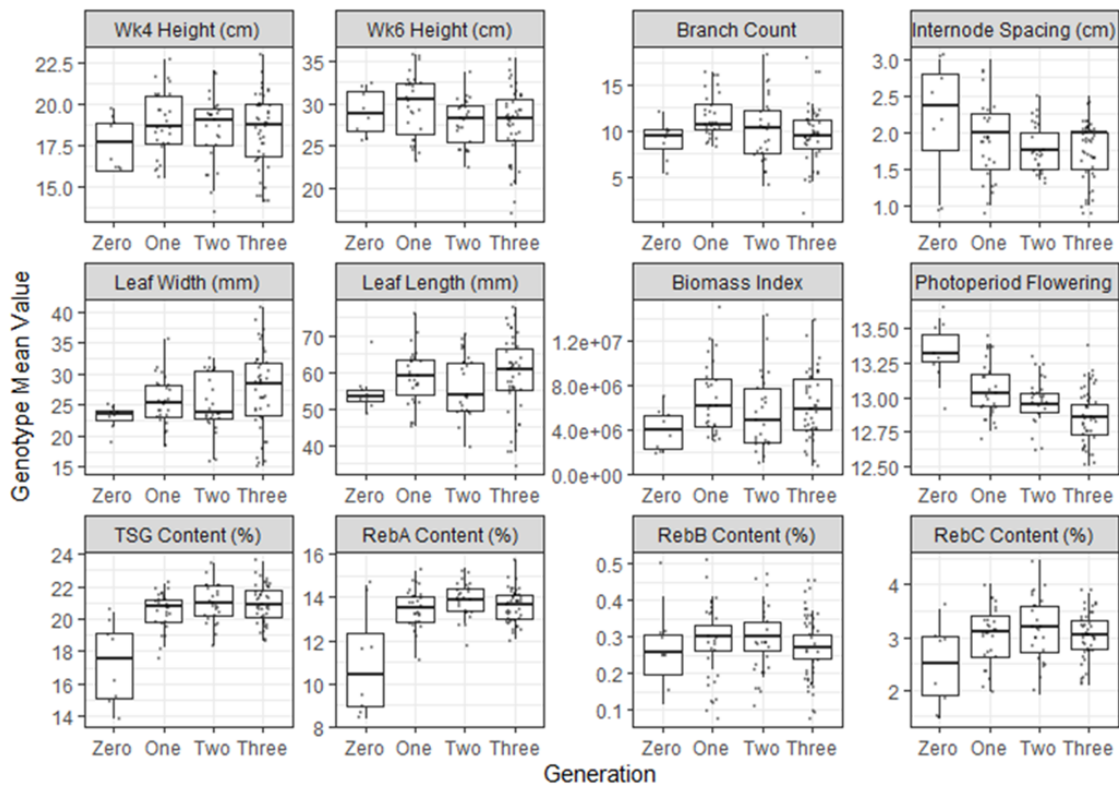 Wk4 Height (cm) Wk6 Height (cm) Branch Count Internode Spacing (cm)
22.5 35 3.0
20.0 30 15 2.5
17.5 25 10 2.0
15.0 20 5 1.5
1.0
Zero One Two Three Zero One Two Three Zero One Two Three Zero One Two Three
Genotype Mean Value
Leaf Width (mm) Leaf Length (mm) Biomass Index Photoperiod Flowering
40 70 1.2e+07 13.50
35 60 8.0e+06 13.25
30 50 4.0e+06 13.00
25 40 0.0e+00 12.75
20 12.50
15
Zero One Two Three Zero One Two Three Zero One Two Three Zero One Two Three
TSG Content (%) RebA Content (%) RebB Content (%) RebC Content (%)
24 16 0.5 4
22 14 0.4 3
20 12 0.3 2
18 10 0.2
16 8 0.1
14
Zero One Two Three Zero One Two Three Zero One Two Three Zero One Two Three
Generation